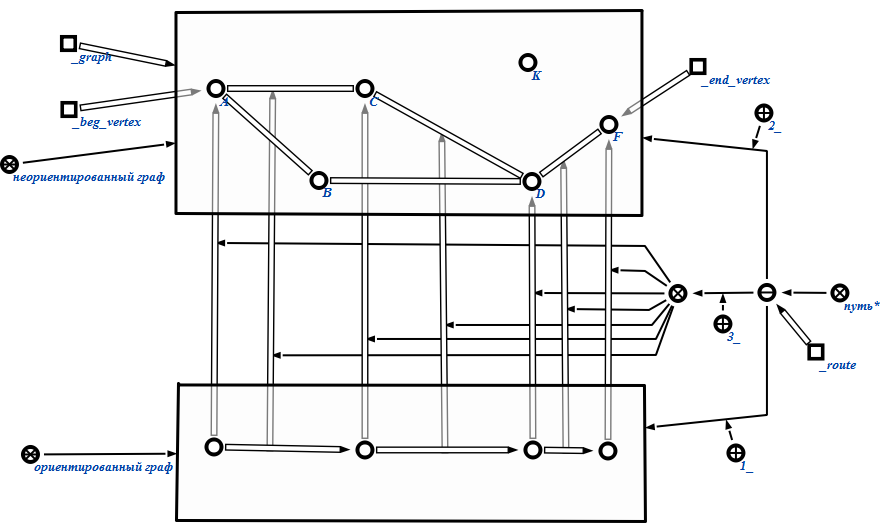 _graph
K
_end_vertex
A
C
_beg_vertex
2_
F
неориентированный граф
B
D
путь*
3_
_route
ориентированный граф
1_